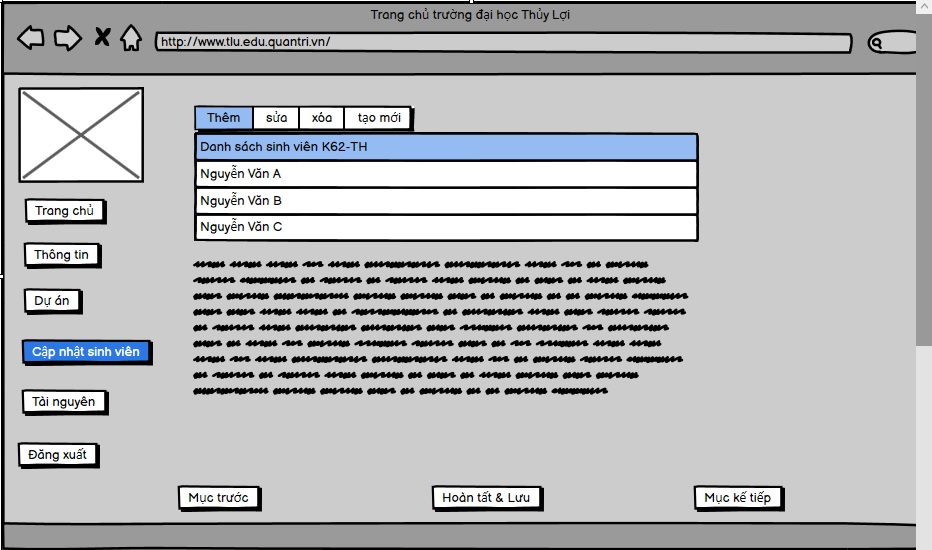 Trang chủ trường đại học Thủy Lợi
http://www.tlu.edu.quantri.vn/
Thêm sửa xóa tạo mới
Danh sách sinh viên K62-TH
Nguyễn Văn A
Nguyễn Văn B
Nguyễn Văn C
Trang chủ
Thông tin
Dự án
Cập nhật sinh viên
Tài nguyên
Đăng xuất
Mục trước
Hoàn tất & Lưu
Mục kế tiếp